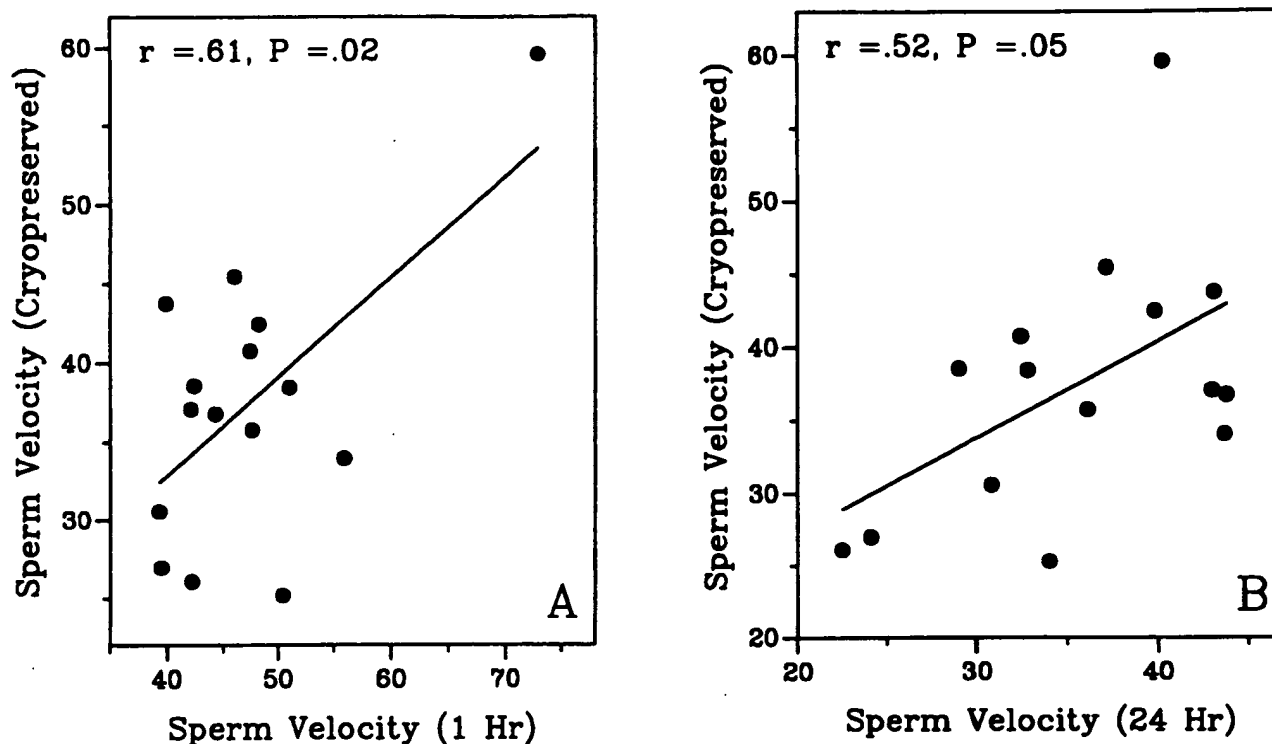 r =.61, P =.02
60
50
40
30
Sperm Velocity (Cryopreserved)
A
40 50 60 70
Sperm Velocity (1 Hr)
r =.52, P =.05
60
50
40
30
20
Sperm Velocity (Cryopreserved)
B
20 30 40
Sperm Velocity (24 Hr)